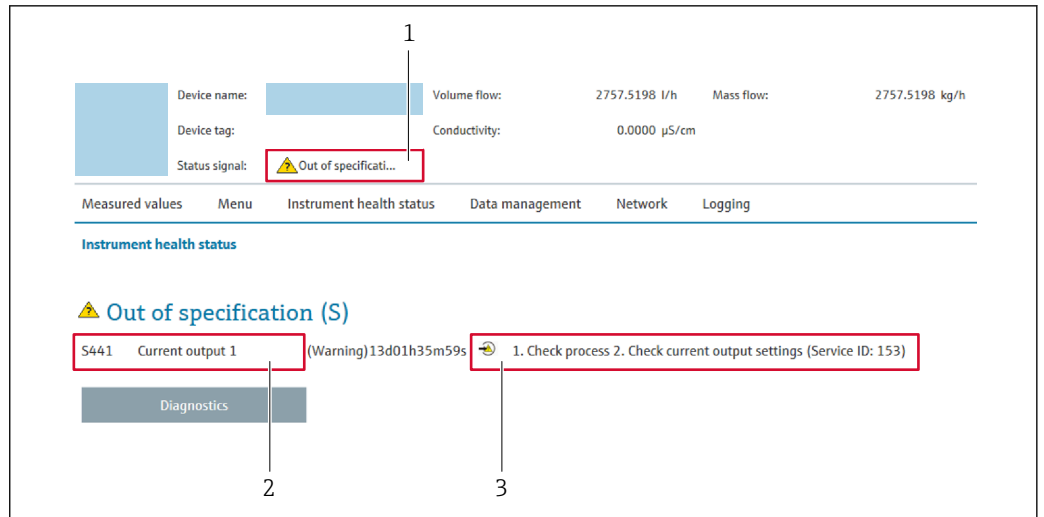 1
Device name: Volume flow: 2757.5198 l/h Mass flow: 2757.5198 kg/h
Device tag: Conductivity: 0.0000 µS/cm
Status signal: Out of specificati...
Measured values Menu Instrument health status Data management Network Logging
Instrument health status
Out of specification (S)
S441 Current output 1 (Warning)13d01h35m59s 1. Check process 2. Check current output settings (Service ID: 153)
Diagnostics
2 3